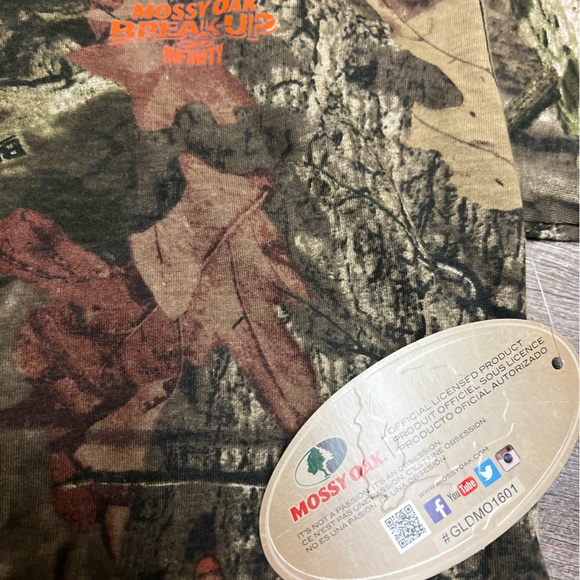 MOSSY OAK
BREAK UP
INFINITY
B
OFFICIAL LICENSED PRODUCT
PRODUIT OFFICIEL SOUS LICENCE
PRODUCTO OFICIAL AUTORIZADO
MOSSY OAK.
IT'S NOT A PASSION. IT'S AN OBSESSION.
CE N'EST PAS UNE PASSION. C'EST UNE OBSESSION.
NO ES UNA PASIÓN ES UN OBSESIÓN
WWW.MOSSYOAK.COM
f You Tube
#GLDMO1601